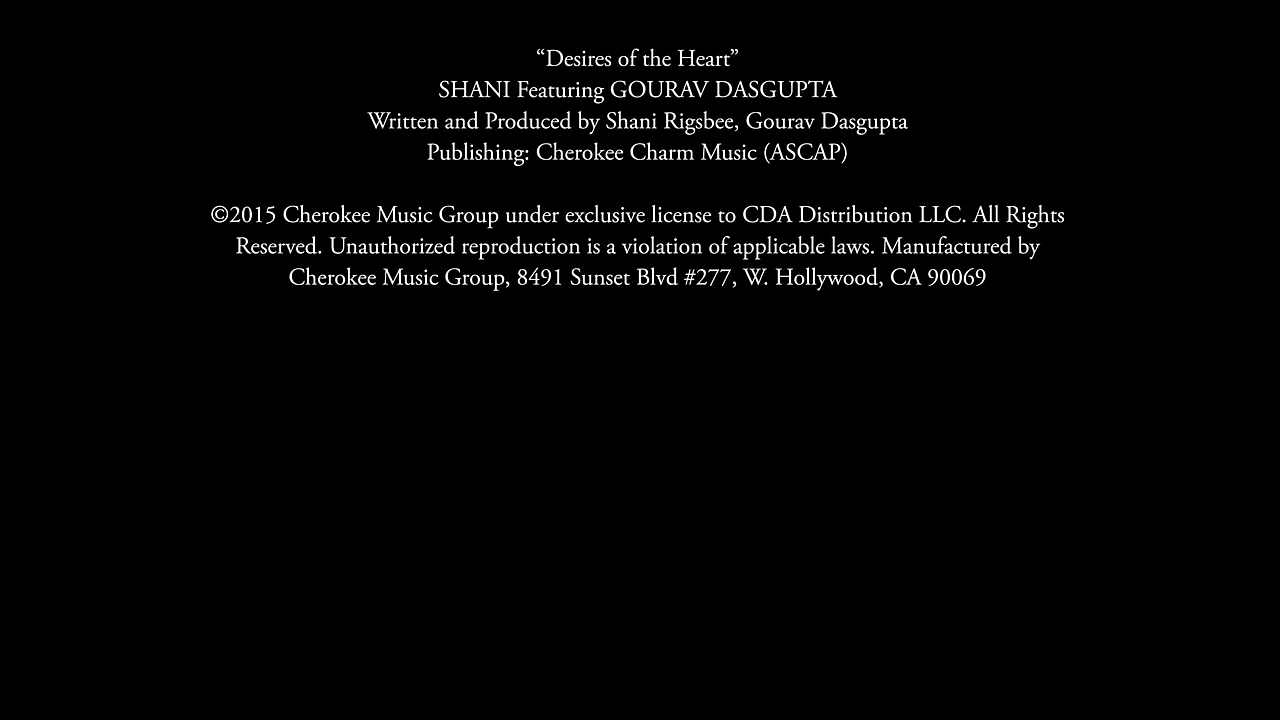 “Desires of the Heart”
SHANI Featuring GOURAV DASGUPTA
Written and Produced by Shani Rigsbee, Gourav Dasgupta
Publishing: Cherokee Charm Music (ASCAP)
©2015 Cherokee Music Group under exclusive license to CDA Distribution LLC. All Rights
Reserved. Unauthorized reproduction is a violation of applicable laws. Manufactured by
Cherokee Music Group, 8491 Sunset Blvd #277, W. Hollywood, CA 90069